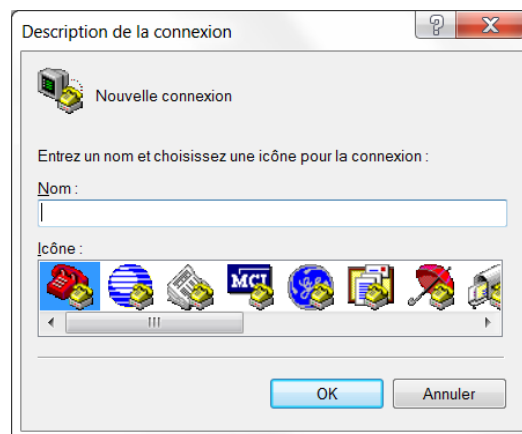 Description de la connexion
Nouvelle connexion
Entrez un nom et choisissez une icône pour la connexion :
Nom :
Icône :
MCI
OK
Annuler